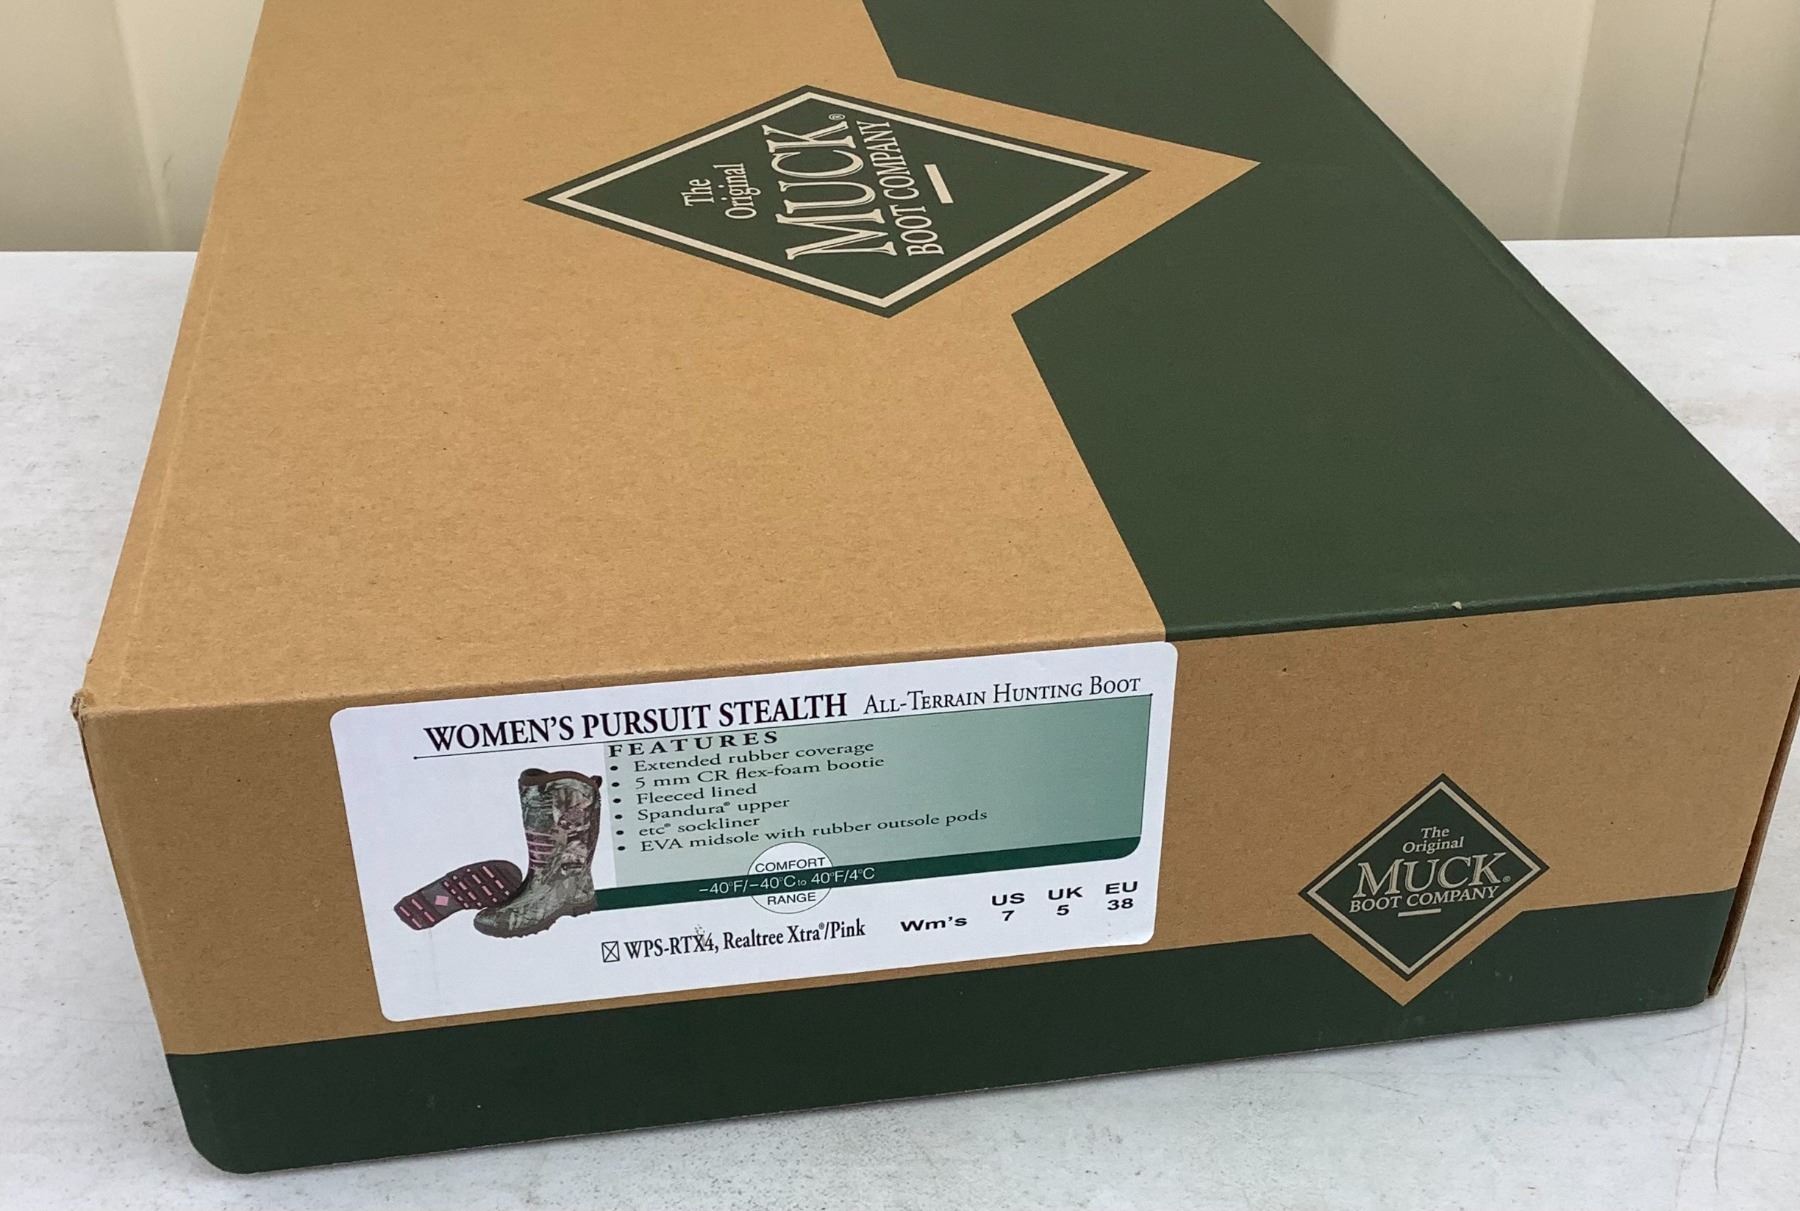 The
Original
MUCK®
BOOT COMPANY
WOMEN'S PURSUIT STEALTH ALL-TERRAIN HUNTING BOOT
FEATURES
• Extended rubber coverage
• 5 mm CR flex-foam bootie
• Fleeced lined
• Spandura® upper
• etc® sockliner
• EVA midsole with rubber outsole pods
COMFORT
–40°F/–40°C to 40°F/4°C
RANGE
WPS-RTX4, Realtree Xtra®/Pink
Wm's
US UK EU
7 5 38
The
Original
MUCK®
BOOT COMPANY